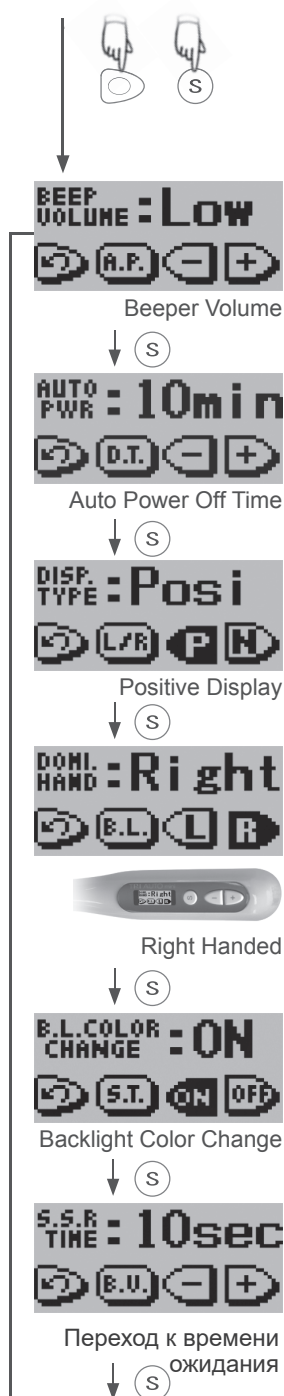 S
BEEP
VOLUME : Low
A.P. − +
Beeper Volume
S
AUTO
PWR : 10min
D.T. − +
Auto Power Off Time
S
DISP.
TYPE : Posi
L/R P N
Positive Display
S
DOMI.
HAND : Right
B.L. L R
Right Handed
S
B.L.COLOR
CHANGE : ON
S.T. ON OFF
Backlight Color Change
S
S.S.R
TIME : 10sec
B.V. − +
Переход к времени
ожидания
S